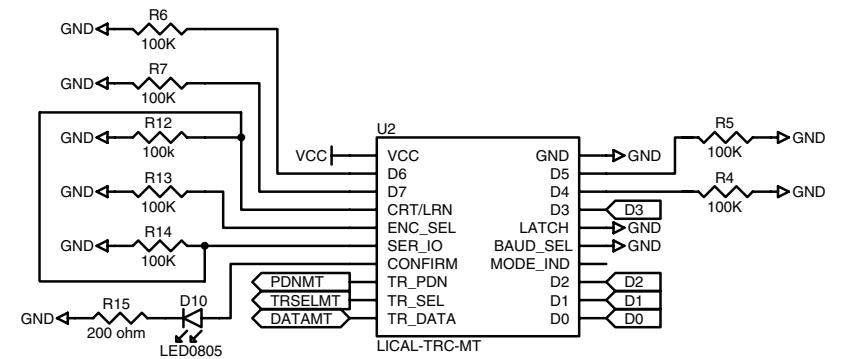 R6
GND
100K
R7
GND
100K
R12
GND
100k
R13
GND
100K
R14
GND
100K
R15
GND
200 ohm
D10
LED0805
U2
VCC
VCC GND GND
D6 D5
D7 D4
CRT/LRN D3 D3
ENC_SEL LATCH GND
SER_IO BAUD_SEL GND
CONFIRM MODE_IND
PDNMT TR_PDN D2 D2
TRSELMT TR_SEL D1 D1
DATAMT TR_DATA D0 D0
LICAL-TRC-MT
R5
GND
100K
R4
GND
100K